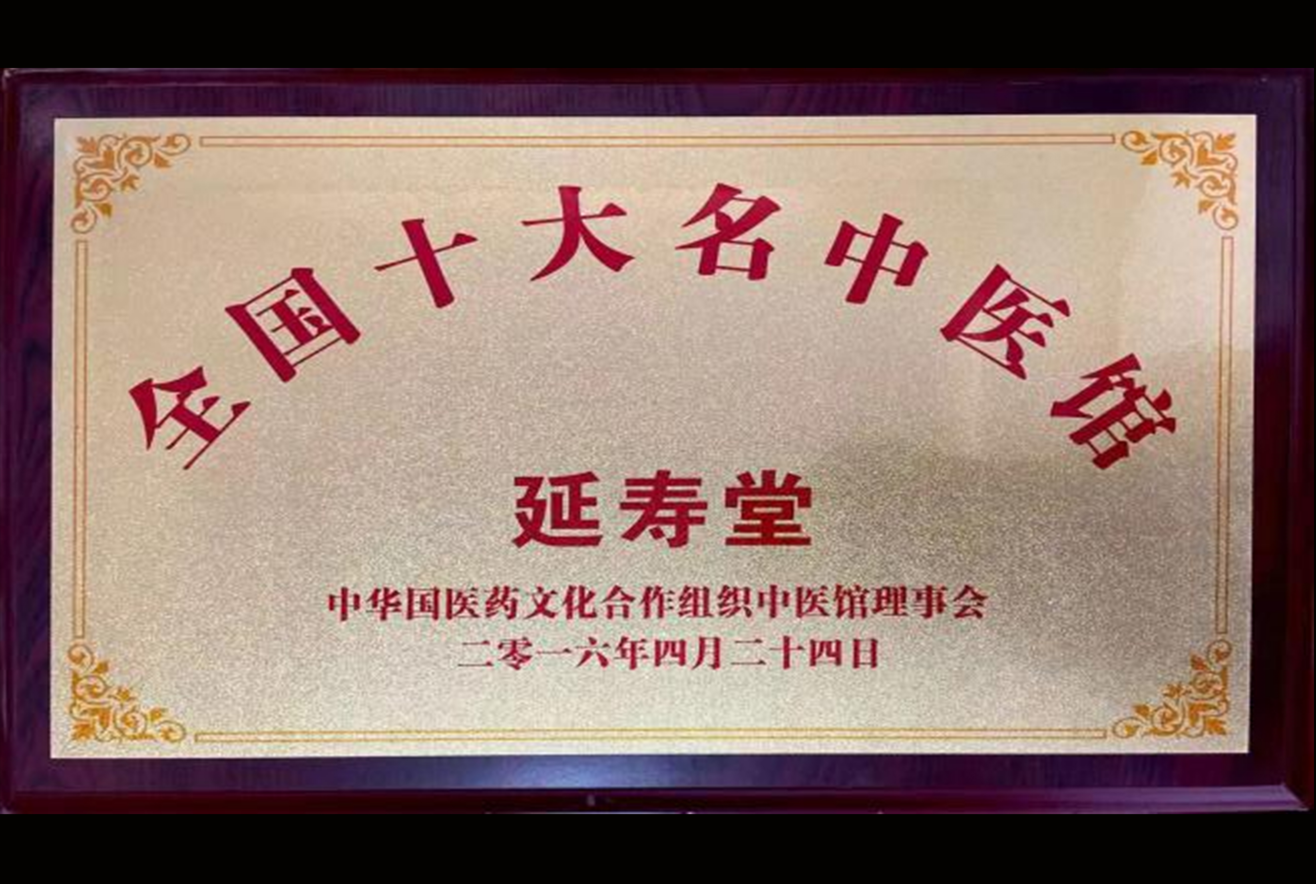 全国十大名中医馆
延寿堂
中华国医药文化合作组织中医馆理事会
二零一六年四月二十四日